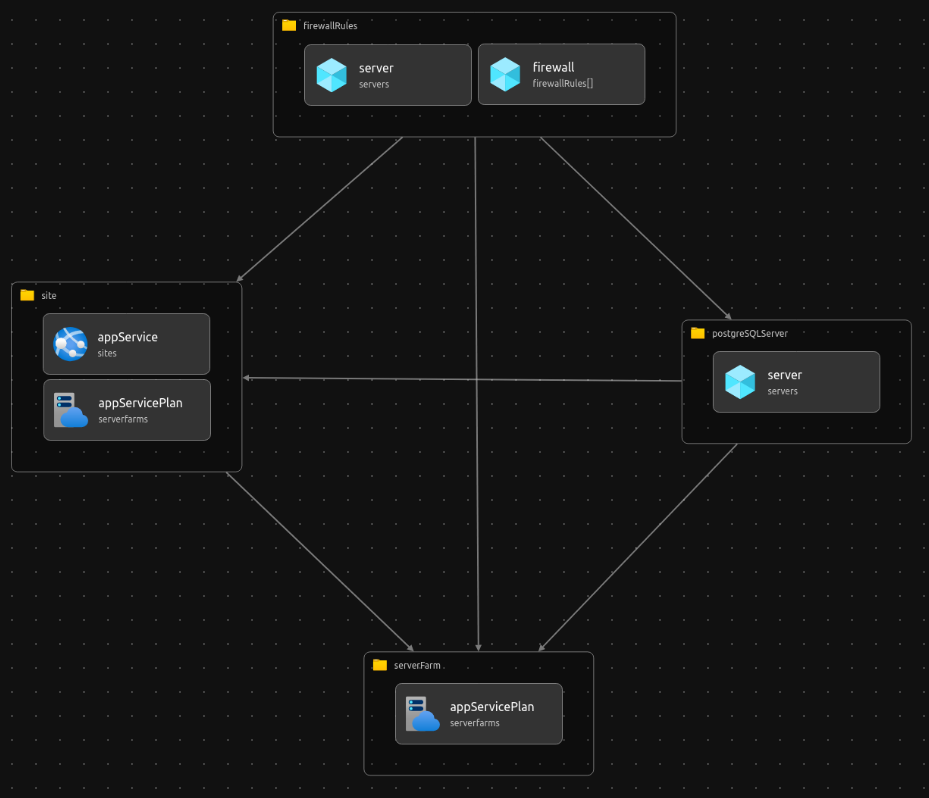 firewallRules
server
servers
firewall
firewallRules[]
site
appService
sites
appServicePlan
serverfarms
postgreSQLServer
server
servers
serverFarm
appServicePlan
serverfarms